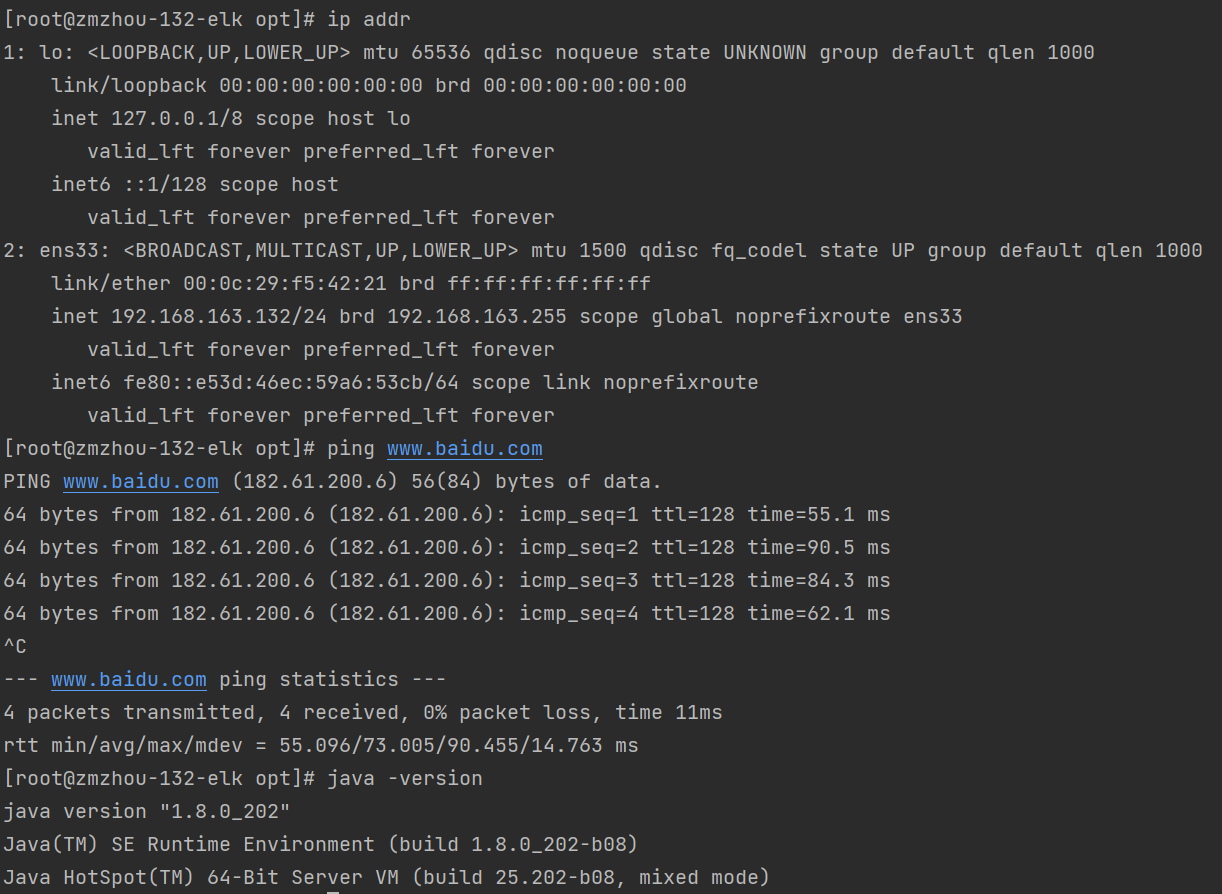 [root@zmzhou-132-elk opt]# ip addr
1: lo: <LOOPBACK,UP,LOWER_UP> mtu 65536 qdisc noqueue state UNKNOWN group default qlen 1000
    link/loopback 00:00:00:00:00:00 brd 00:00:00:00:00:00
    inet 127.0.0.1/8 scope host lo
       valid_lft forever preferred_lft forever
    inet6 ::1/128 scope host
       valid_lft forever preferred_lft forever
2: ens33: <BROADCAST,MULTICAST,UP,LOWER_UP> mtu 1500 qdisc fq_codel state UP group default qlen 1000
    link/ether 00:0c:29:f5:42:21 brd ff:ff:ff:ff:ff:ff
    inet 192.168.163.132/24 brd 192.168.163.255 scope global noprefixroute ens33
       valid_lft forever preferred_lft forever
    inet6 fe80::e53d:46ec:59a6:53cb/64 scope link noprefixroute
       valid_lft forever preferred_lft forever
[root@zmzhou-132-elk opt]# ping www.baidu.com
PING www.baidu.com (182.61.200.6) 56(84) bytes of data.
64 bytes from 182.61.200.6 (182.61.200.6): icmp_seq=1 ttl=128 time=55.1 ms
64 bytes from 182.61.200.6 (182.61.200.6): icmp_seq=2 ttl=128 time=90.5 ms
64 bytes from 182.61.200.6 (182.61.200.6): icmp_seq=3 ttl=128 time=84.3 ms
64 bytes from 182.61.200.6 (182.61.200.6): icmp_seq=4 ttl=128 time=62.1 ms
^C
--- www.baidu.com ping statistics ---
4 packets transmitted, 4 received, 0% packet loss, time 11ms
rtt min/avg/max/mdev = 55.096/73.005/90.455/14.763 ms
[root@zmzhou-132-elk opt]# java -version
java version "1.8.0_202"
Java(TM) SE Runtime Environment (build 1.8.0_202-b08)
Java HotSpot(TM) 64-Bit Server VM (build 25.202-b08, mixed mode)